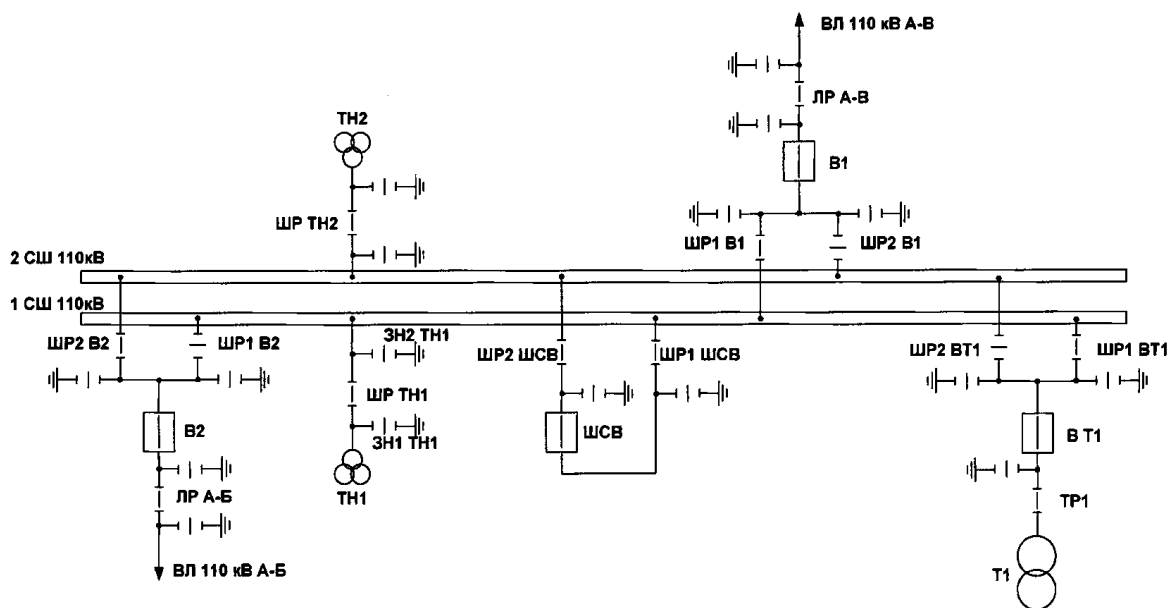 ВЛ 110 кВ А-В
ЛР А-В
ТН2
В1
ШР ТН2
ШР1 В1
ШР2 В1
2 СШ 110кВ
1 СШ 110кВ
ШР2 В2
ШР1 В2
ЗН2 ТН1
ШР2 ШСВ
ШР1 ШСВ
ШР2 ВТ1
ШР1 ВТ1
ШР ТН1
В2
ЗН1 ТН1
ШСВ
В Т1
ЛР А-Б
ТН1
ТР1
ВЛ 110 кВ А-Б
Т1